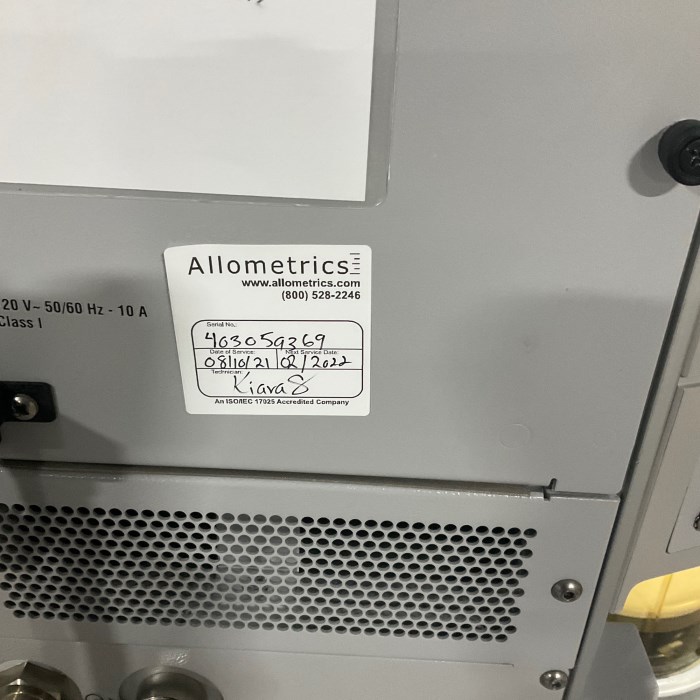 Allometrics
www.allometrics.com
(800) 528-2246
20 V~ 50/60 Hz - 10 A
Class I
Serial No.:
403059369
Date of Service: Next Service Date:
08/10/21 02/2022
Technician:
Kiara S
An ISO/IEC 17025 Accredited Company